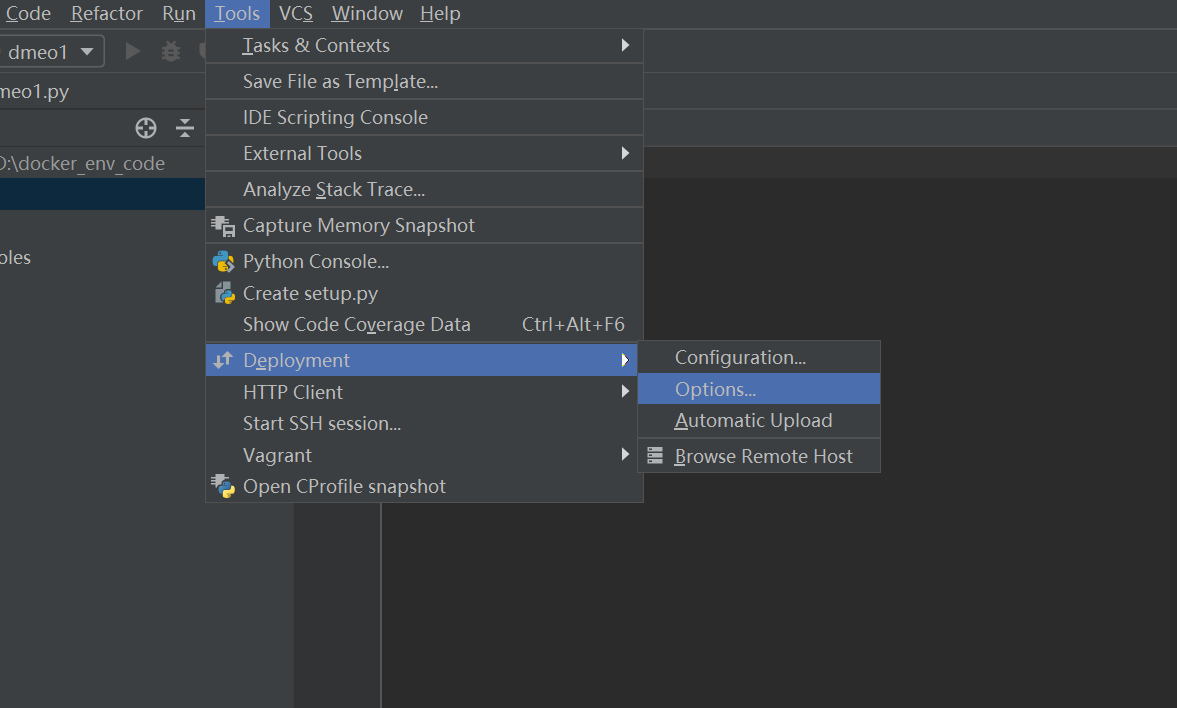 Code Refactor Run Tools VCS Window Help
dmeo1
meo1.py
D:\docker_env_code
oles
Tasks & Contexts
Save File as Template...
IDE Scripting Console
External Tools
Analyze Stack Trace...
Capture Memory Snapshot
Python Console...
Create setup.py
Show Code Coverage Data Ctrl+Alt+F6
Deployment
HTTP Client
Start SSH session...
Vagrant
Open CProfile snapshot
Configuration...
Options...
Automatic Upload
Browse Remote Host